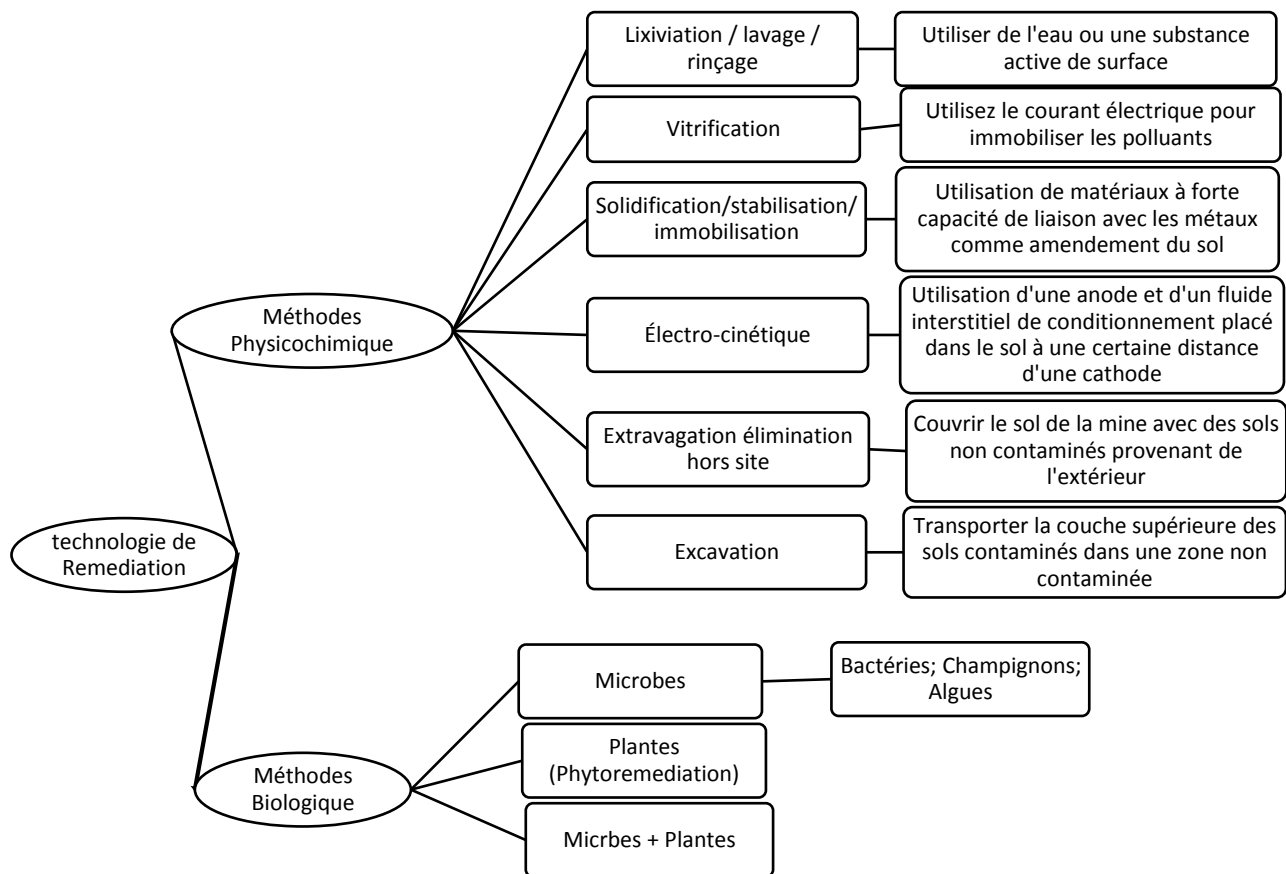 Lixiviation / lavage /
rinçage
Utiliser de l'eau ou une substance
active de surface
Vitrification
Utilisez le courant électrique pour
immobiliser les polluants
Solidification/stabilisation/
immobilisation
Utilisation de matériaux à forte
capacité de liaison avec les métaux
comme amendement du sol
Méthodes
Physicochimique
Électro-cinétique
Utilisation d'une anode et d'un fluide
interstitiel de conditionnement placé
dans le sol à une certaine distance
d'une cathode
Extravagation élimination
hors site
Couvrir le sol de la mine avec des sols
non contaminés provenant de
l'extérieur
technologie de
Remediation
Excavation
Transporter la couche supérieure des
sols contaminés dans une zone non
contaminée
Microbes
Bactéries; Champignons;
Algues
Plantes
(Phytoremediation)
Méthodes
Biologique
Micrbes + Plantes